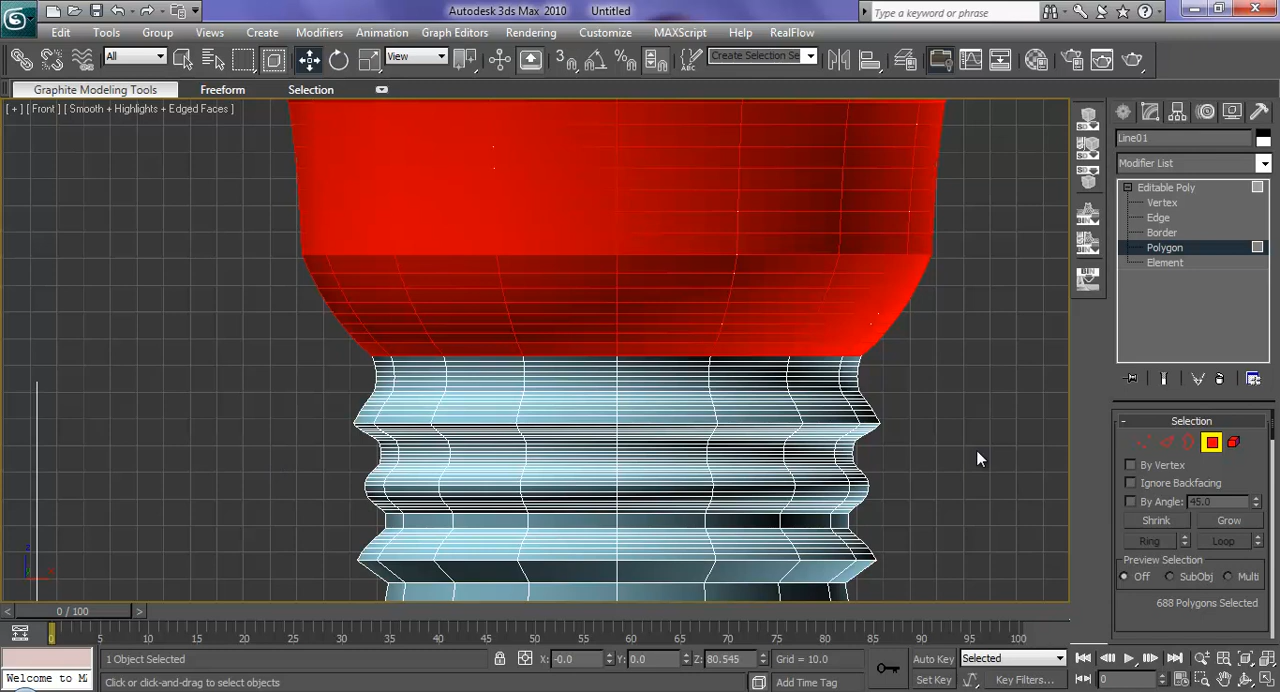 Autodesk 3ds Max 2010 Untitled
Type a keyword or phrase
Edit Tools Group Views Create Modifiers Animation Graph Editors Rendering Customize MAXScript Help RealFlow
All View Create Selection Se
Graphite Modeling Tools Freeform Selection
[ + ] [ Front ] [ Smooth + Highlights + Edged Faces ]
Line01
Modifier List
Editable Poly
Vertex
Edge
Border
Polygon
Element
Selection
By Vertex
Ignore Backfacing
By Angle: 45.0
Shrink Grow
Ring Loop
Preview Selection
Off SubObj Multi
688 Polygons Selected
0 / 100
0 5 10 15 20 25 30 35 40 45 50 55 60 65 70 75 80 85 90 95 100
1 Object Selected X: -0.0 Y: 0.0 Z: 80.545 Grid = 10.0 Auto Key Selected
Welcome to M Click or click-and-drag to select objects Add Time Tag Set Key Key Filters... 0